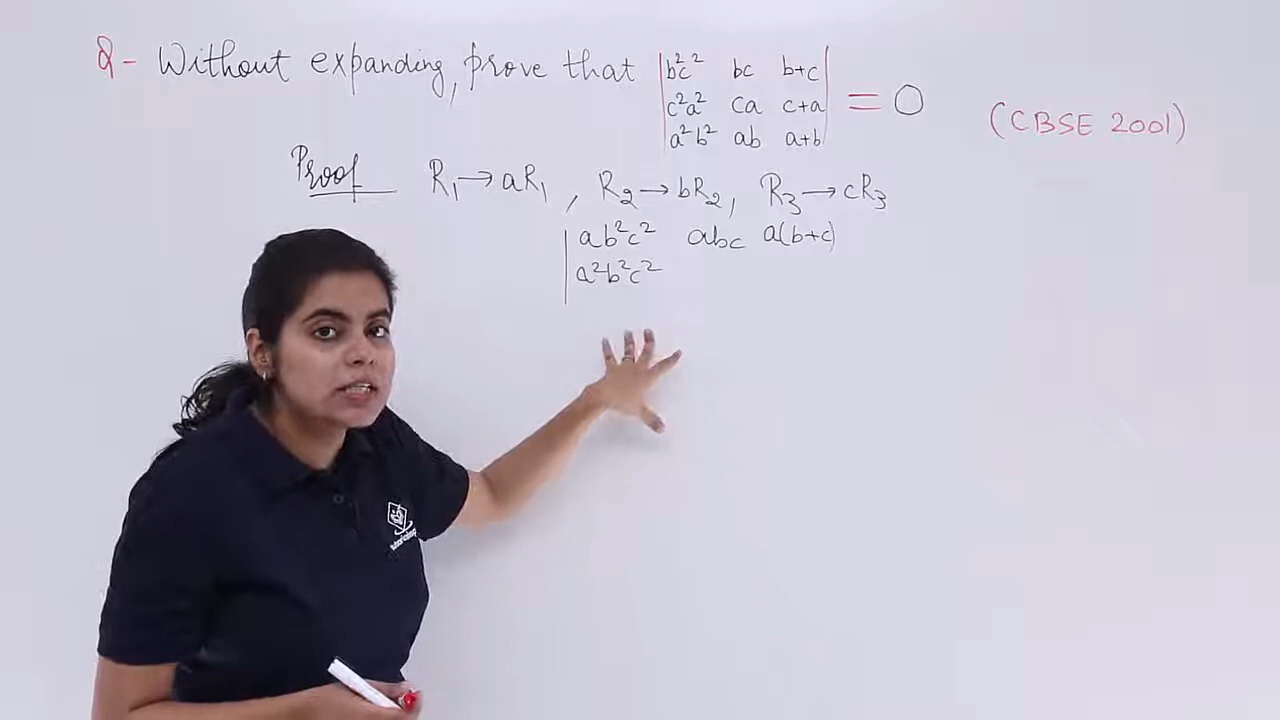 Q- Without expanding, prove that | b²c² bc b+c | = 0
c²a² ca c+a
a²b² ab a+b
(CBSE 2001)
Proof R₁→aR₁, R₂→bR₂, R₃→cR₃
| ab²c² abc a(b+c)
a²b²c²